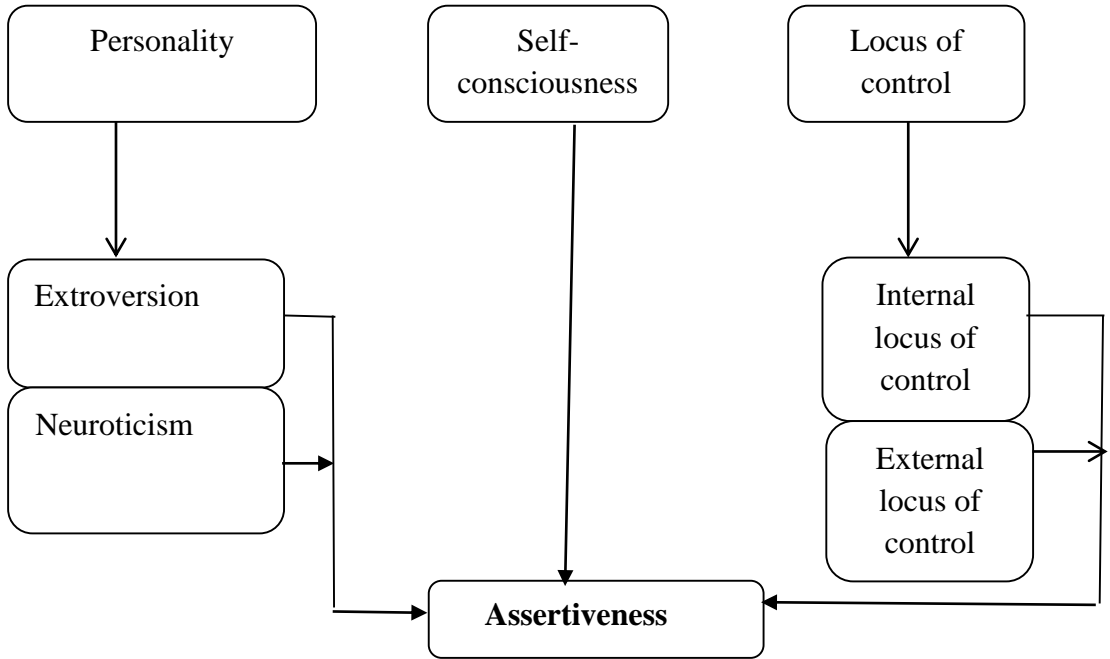 Personality
Self-
consciousness
Locus of
control
Extroversion
Neuroticism
Internal
locus of
control
External
locus of
control
Assertiveness